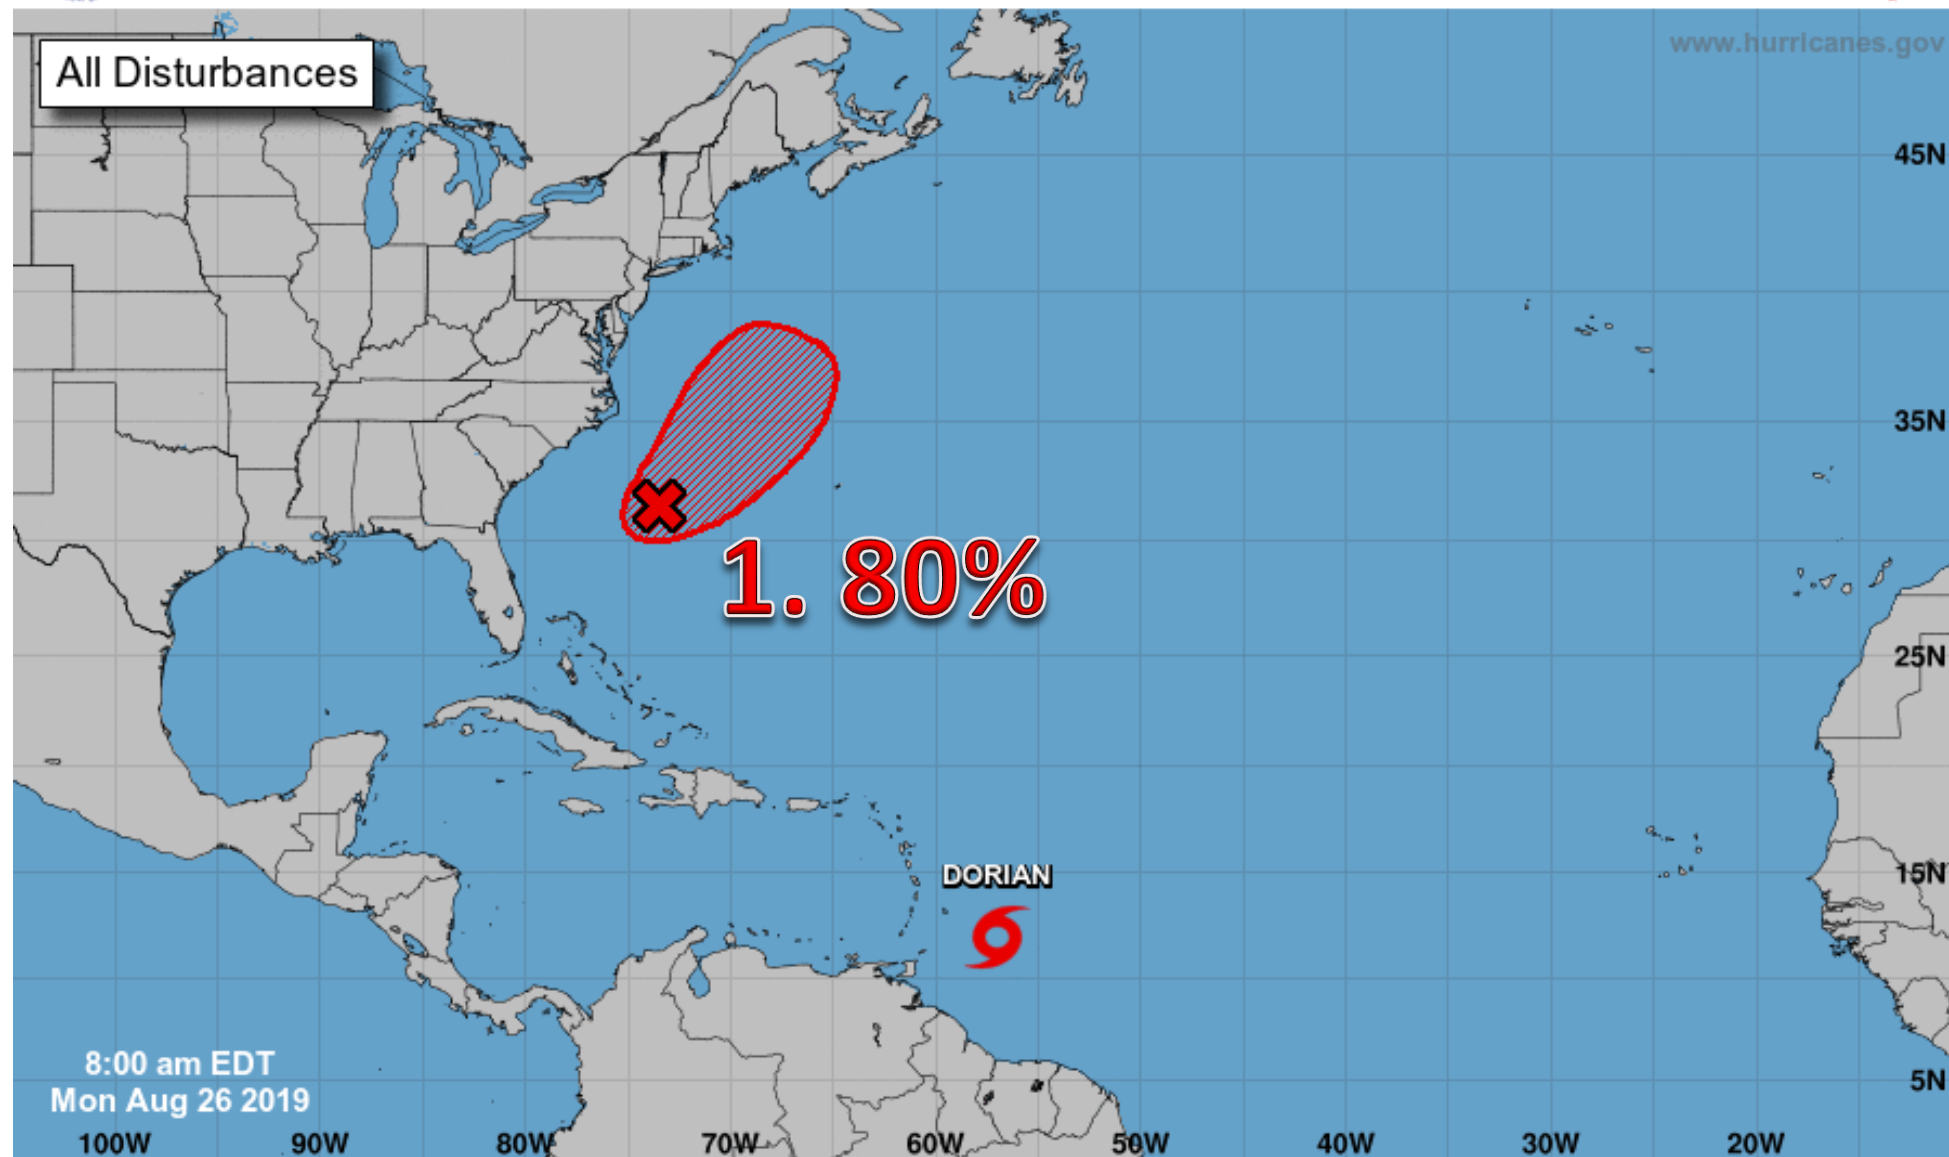 All Disturbances
www.hurricanes.gov
45N
35N
1. 80%
25N
DORIAN
15N
8:00 am EDT
Mon Aug 26 2019
5N
100W 90W 80W 70W 60W 50W 40W 30W 20W